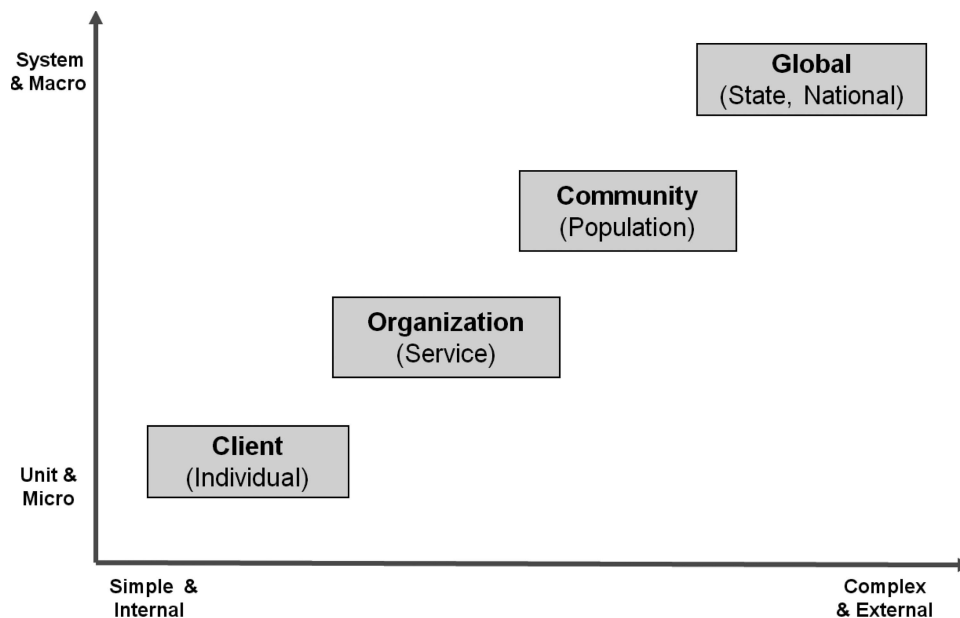 System
& Macro
Global
(State, National)
Community
(Population)
Organization
(Service)
Client
(Individual)
Unit &
Micro
Simple &
Internal
Complex
& External